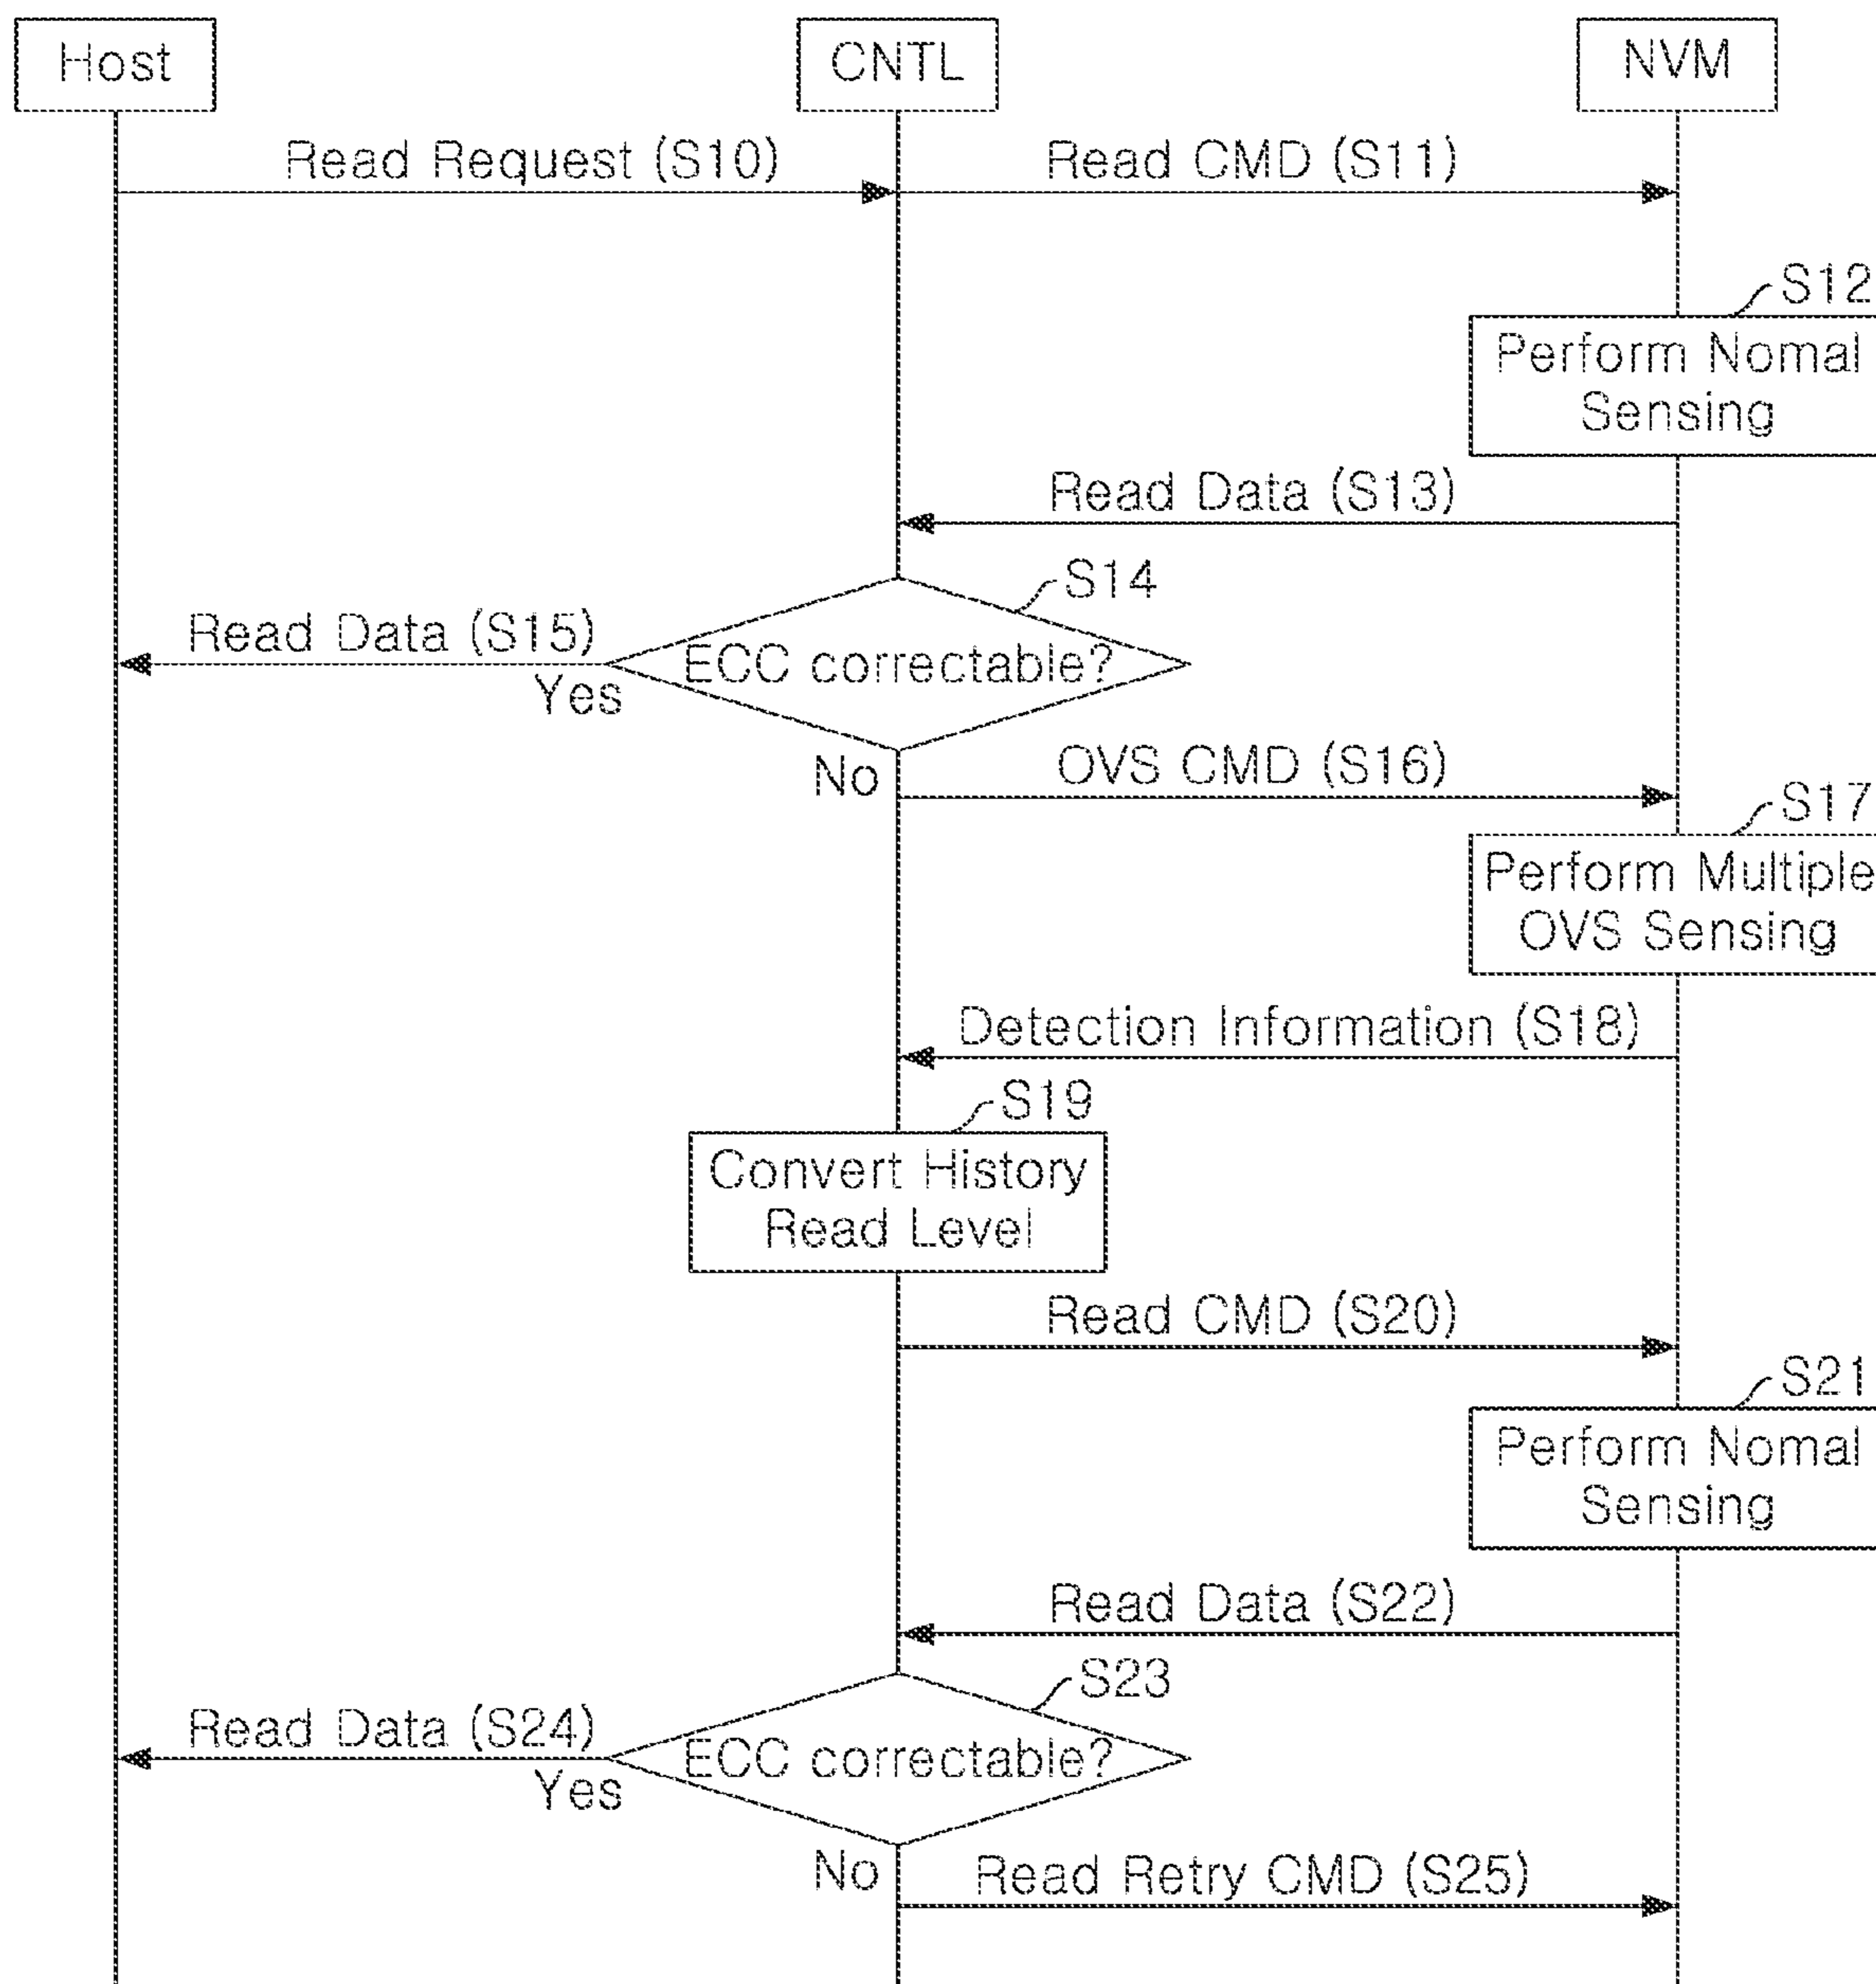 Host
CNTL
NVM
Read Request (S10)
Read CMD (S11)
S12
Perform Nomal
Sensing
Read Data (S13)
S14
ECC correctable?
Read Data (S15)
Yes
No
OVS CMD (S16)
S17
Perform Multiple
OVS Sensing
Detection Information (S18)
S19
Convert History
Read Level
Read CMD (S20)
S21
Perform Nomal
Sensing
Read Data (S22)
S23
ECC correctable?
Read Data (S24)
Yes
No
Read Retry CMD (S25)